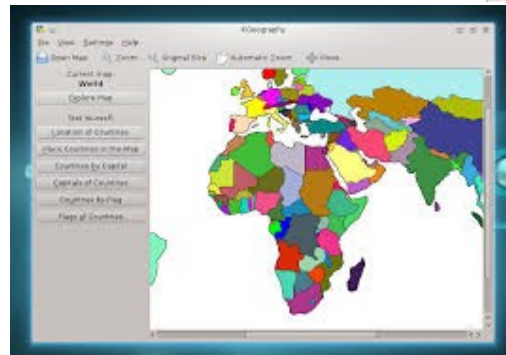 KGeography
File View Settings Help
Open Map Zoom Original Size Automatic Zoom Move
Current map:
World
Explore Map
Test Yourself:
Location of Countries
Place Countries in the Map
Countries by Capital
Capitals of Countries
Countries by Flag
Flags of Countries